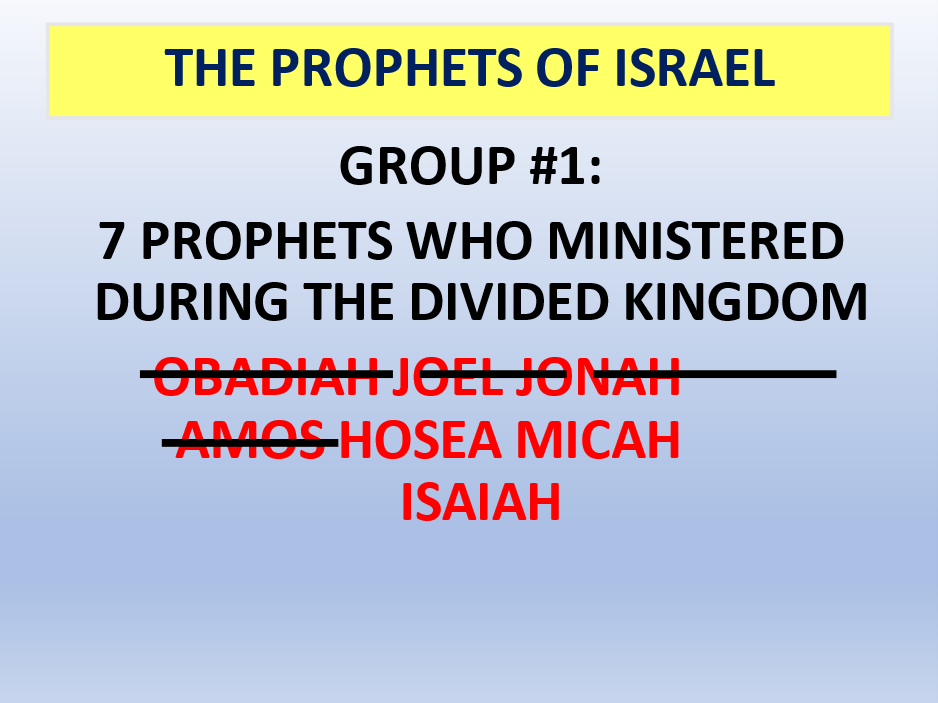 THE PROPHETS OF ISRAEL
GROUP #1:
7 PROPHETS WHO MINISTERED
DURING THE DIVIDED KINGDOM
OBADIAH JOEL JONAH
AMOS HOSEA MICAH
ISAIAH